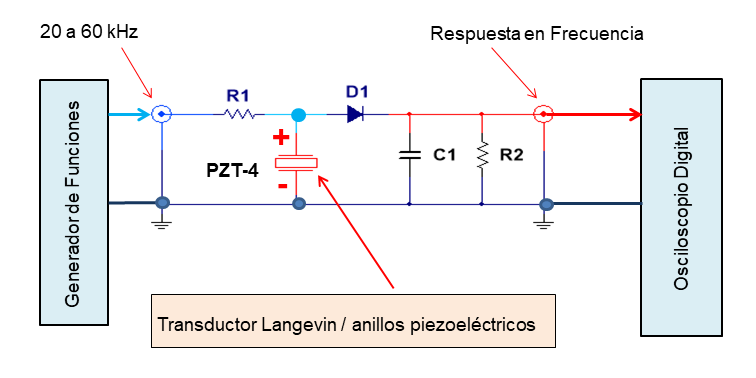 20 a 60 kHz
Respuesta en Frecuencia
Generador de Funciones
R1
D1
+
PZT-4
-
C1
R2
Osciloscopio Digital
Transductor Langevin / anillos piezoeléctricos